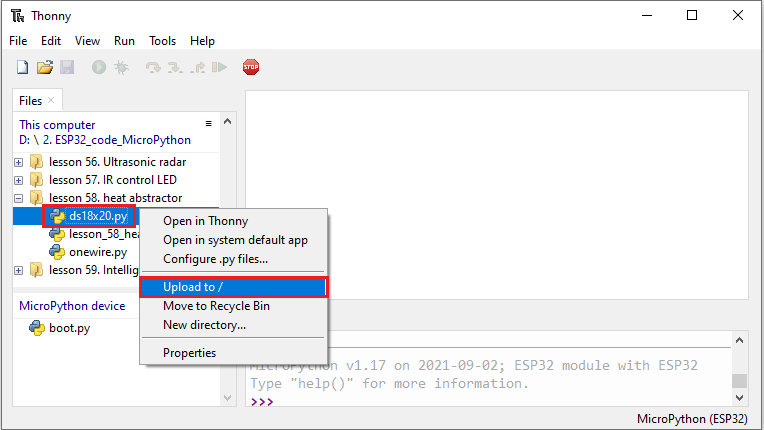 Thonny
File Edit View Run Tools Help
STOP
Files
This computer
D: \ 2. ESP32_code_MicroPython
lesson 56. Ultrasonic radar
lesson 57. IR control LED
lesson 58. heat abstractor
ds18x20.py
lesson_58_hea
onewire.py
lesson 59. Intellig
MicroPython device
boot.py
Open in Thonny
Open in system default app
Configure .py files...
Upload to /
Move to Recycle Bin
New directory...
Properties
MicroPython v1.17 on 2021-09-02; ESP32 module with ESP32
Type "help()" for more information.
>>>
MicroPython (ESP32)